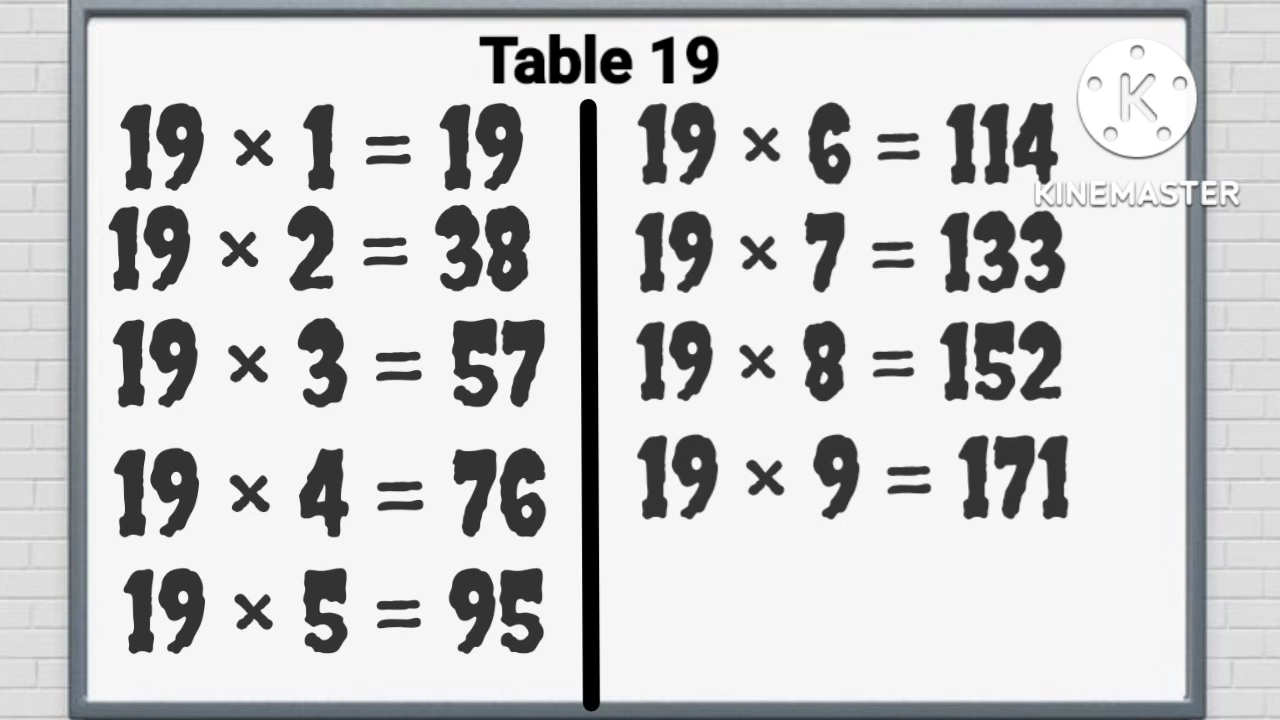 Table 19
19 × 1 = 19
19 × 2 = 38
19 × 3 = 57
19 × 4 = 76
19 × 5 = 95
19 × 6 = 114
19 × 7 = 133
19 × 8 = 152
19 × 9 = 171
K
KINEMASTER